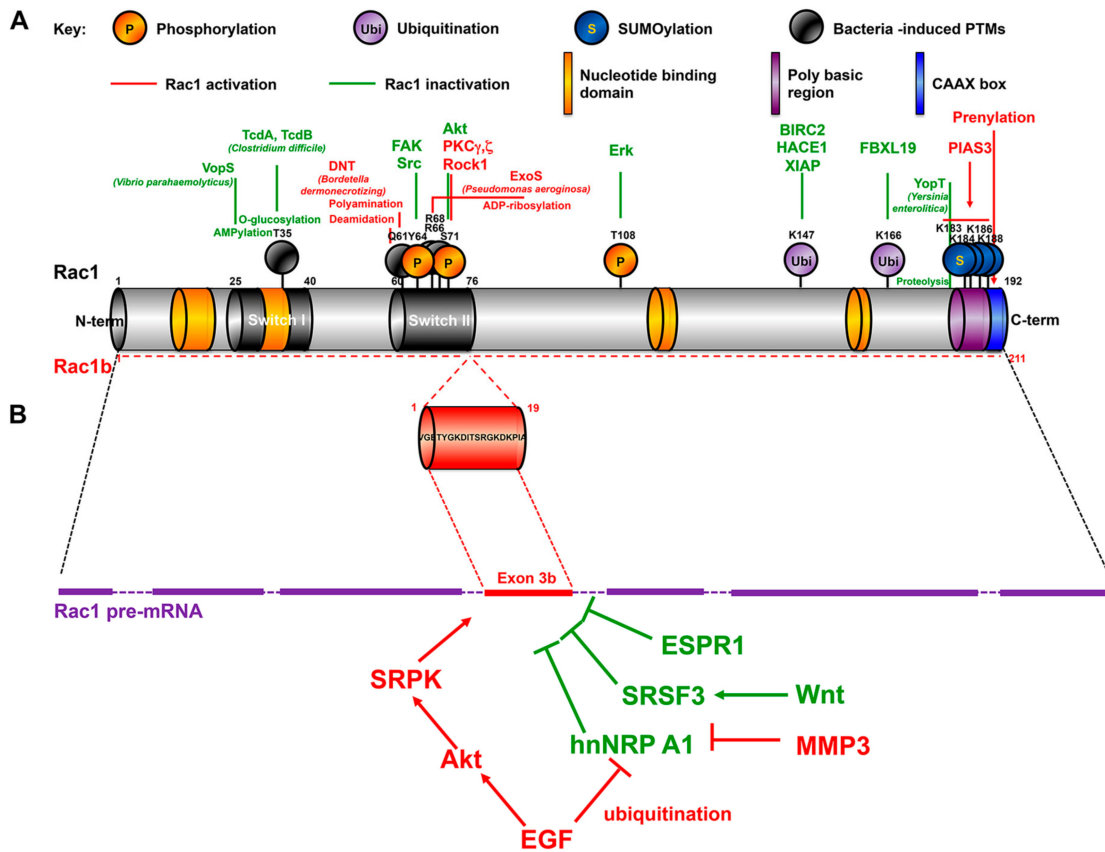 A
Key:
P
Phosphorylation
Ubi
Ubiquitination
S
SUMOylation
Bacteria -induced PTMs
Rac1 activation
Rac1 inactivation
Nucleotide binding
domain
Poly basic
region
CAAX box
TcdA, TcdB
(Clostridium difficile)
VopS
(Vibrio parahaemolyticus)
O-glucosylation
AMPylation
T35
DNT
(Bordetella
dermonecrotizing)
Polyamination
Deamidation
FAK
Src
Akt
PKCγ,ζ
Rock1
ExoS
(Pseudomonas aeruginosa)
ADP-ribosylation
R68
R66
Q61
Y64
S71
P
P
Erk
T108
P
BIRC2
HACE1
XIAP
K147
Ubi
FBXL19
K166
Ubi
Prenylation
PIAS3
YopT
(Yersinia
enterolitica)
K183
K184
K186
K188
S
Proteolysis
Rac1
1
25
40
60
76
192
N-term
Switch I
Switch II
C-term
Rac1b
211
B
1
19
VGETYGKDITSRGKDKPIA
Exon 3b
Rac1 pre-mRNA
ESPR1
SRPK
SRSF3
Wnt
hnNRP A1
MMP3
Akt
ubiquitination
EGF